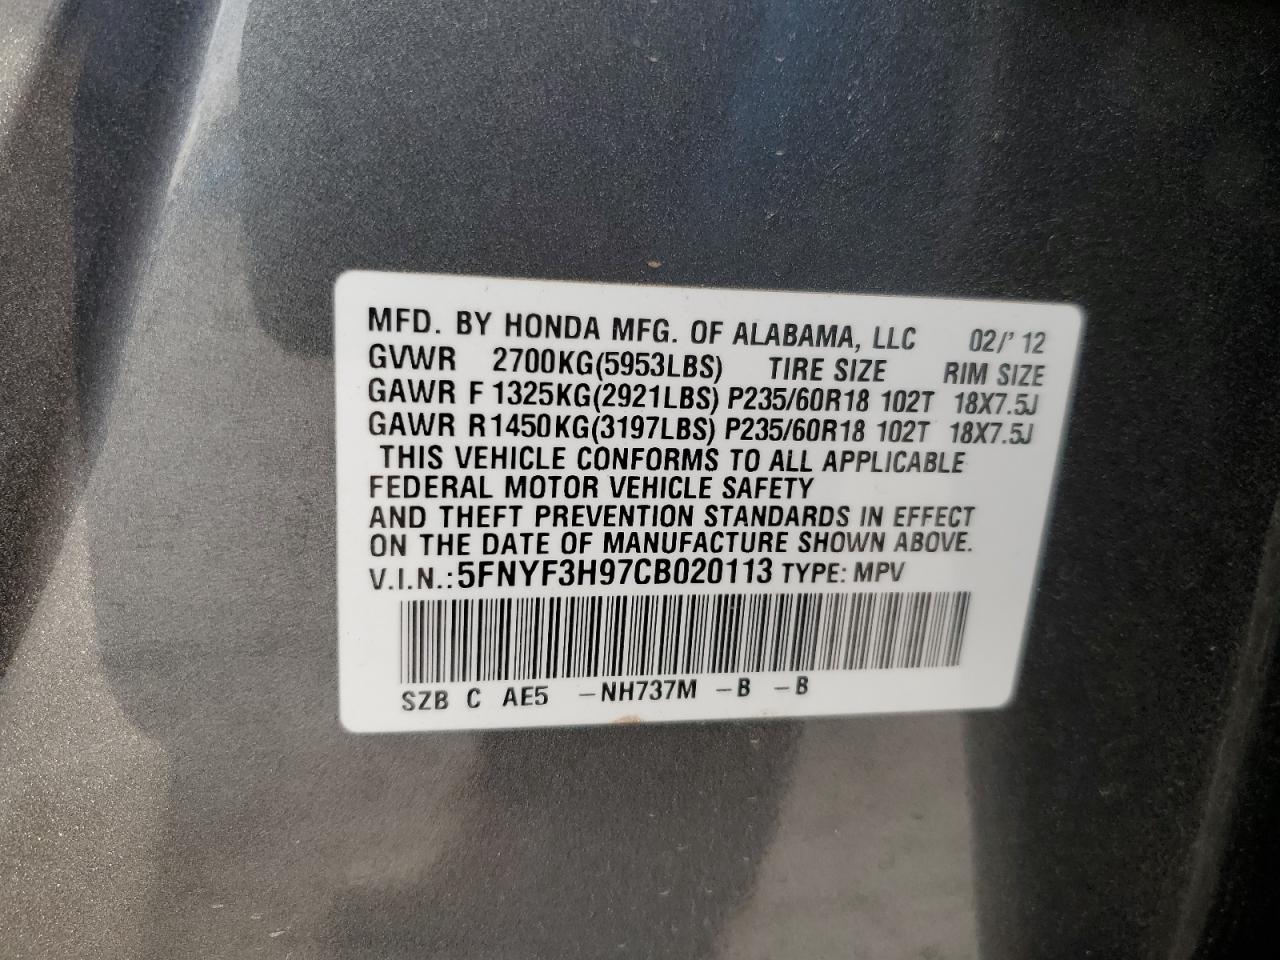 MFD. BY HONDA MFG. OF ALABAMA, LLC 02/' 12
GVWR 2700KG(5953LBS) TIRE SIZE RIM SIZE
GAWR F 1325KG(2921LBS) P235/60R18 102T 18X7.5J
GAWR R1450KG(3197LBS) P235/60R18 102T 18X7.5J
THIS VEHICLE CONFORMS TO ALL APPLICABLE
FEDERAL MOTOR VEHICLE SAFETY
AND THEFT PREVENTION STANDARDS IN EFFECT
ON THE DATE OF MANUFACTURE SHOWN ABOVE.
V.I.N.: 5FNYF3H97CB020113 TYPE: MPV
SZB C AE5 -NH737M -B -B